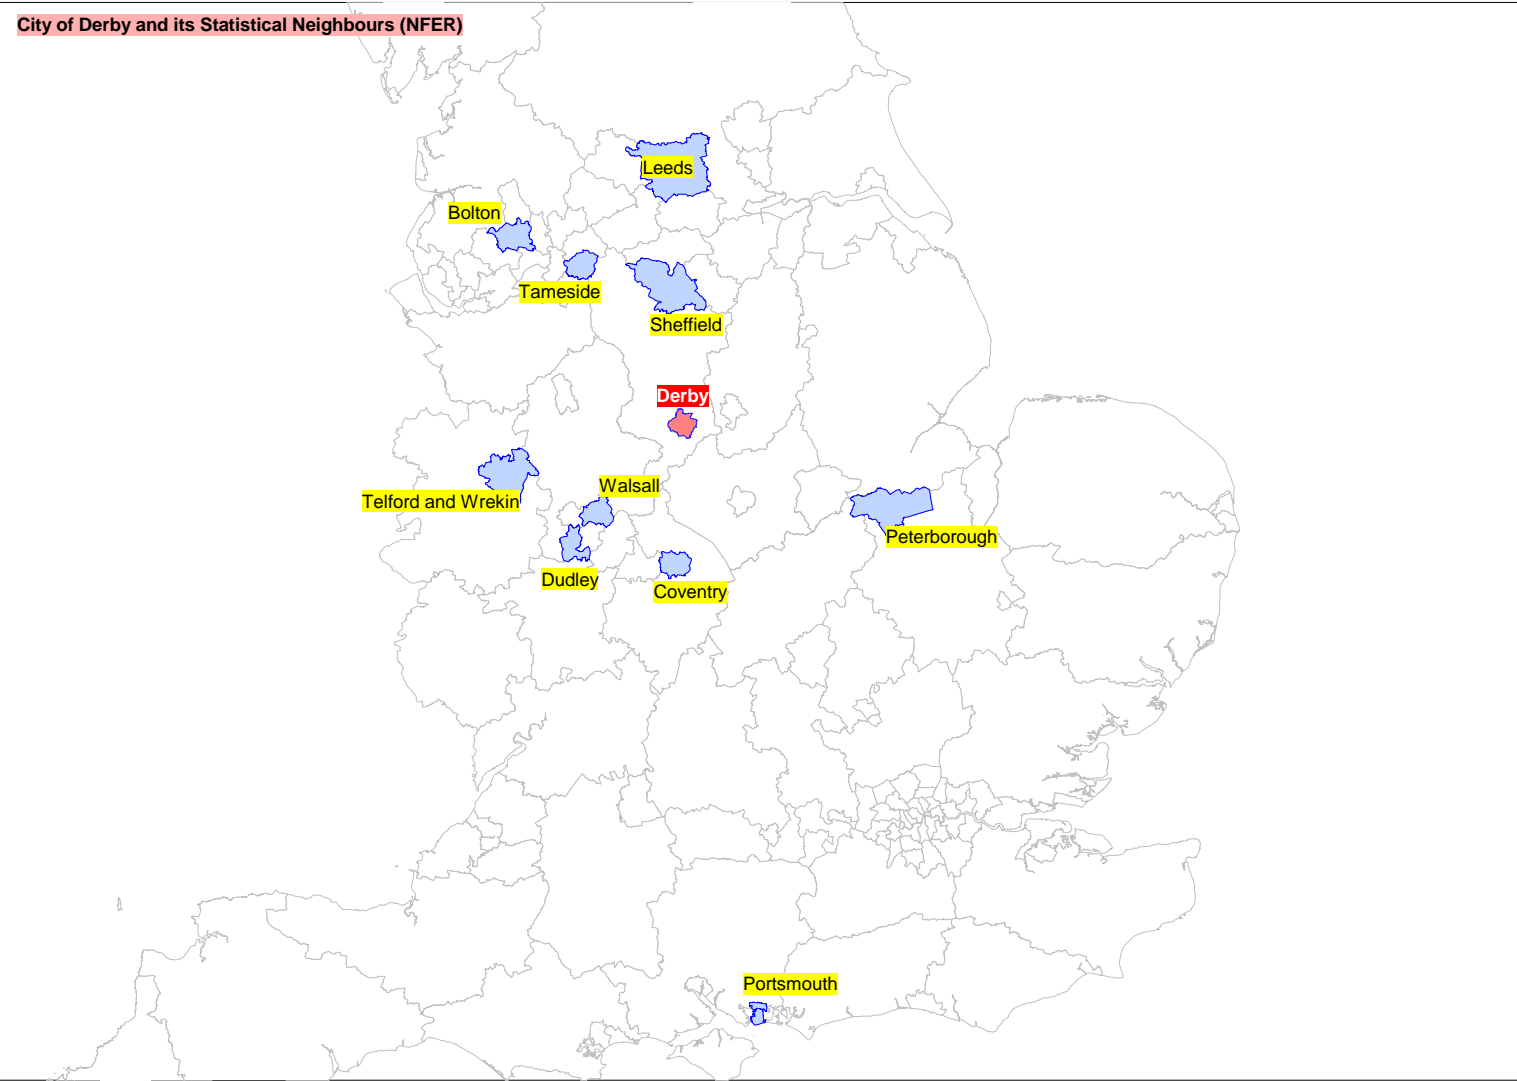 City of Derby and its Statistical Neighbours (NFER)
Leeds
Bolton
Tameside
Sheffield
Derby
Walsall
Telford and Wrekin
Peterborough
Dudley
Coventry
Portsmouth